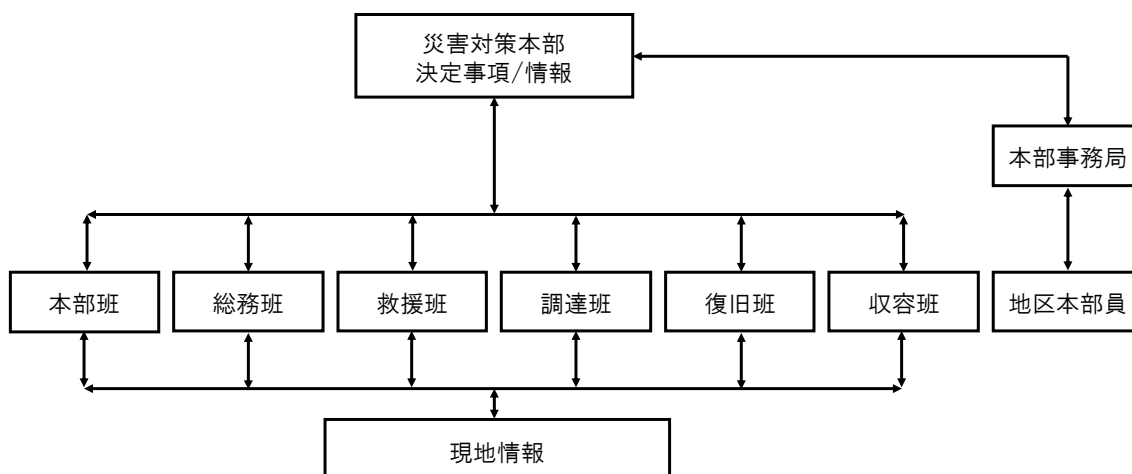 災害対策本部
決定事項/情報
本部事務局
本部班
総務班
救援班
調達班
復旧班
収容班
地区本部員
現地情報